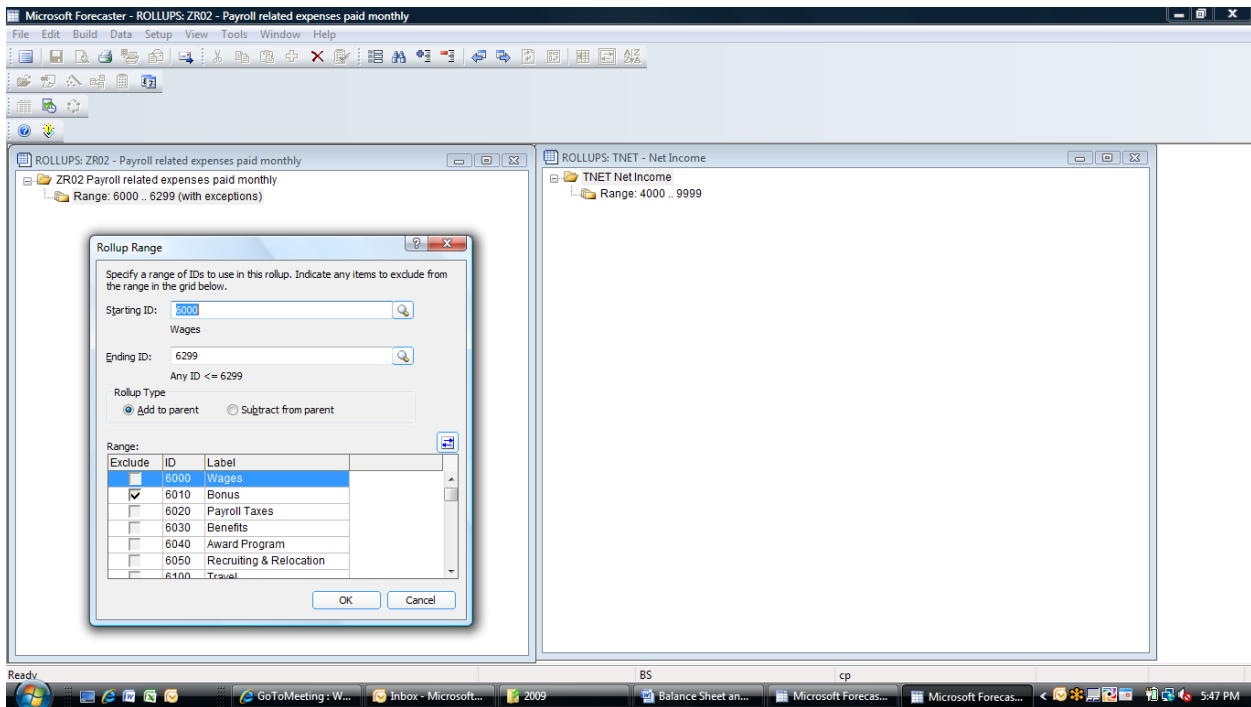 Microsoft Forecaster - ROLLUPS: ZR02 - Payroll related expenses paid monthly
File Edit Build Data Setup View Tools Window Help
ROLLUPS: ZR02 - Payroll related expenses paid monthly
ZR02 Payroll related expenses paid monthly
Range: 6000 .. 6299 (with exceptions)
ROLLUPS: TNET - Net Income
TNET Net Income
Range: 4000 .. 9999
Rollup Range
Specify a range of IDs to use in this rollup. Indicate any items to exclude from
the range in the grid below.
Starting ID: 6000
Wages
Ending ID: 6299
Any ID <= 6299
Rollup Type
Add to parent Subtract from parent
Range:
Exclude ID Label
6000 Wages
6010 Bonus
6020 Payroll Taxes
6030 Benefits
6040 Award Program
6050 Recruiting & Relocation
6100 Travel
OK Cancel
Ready BS cp
GoToMeeting : W... Inbox - Microsoft... 2009 Balance Sheet an... Microsoft Forecas... Microsoft Forecas... 5:47 PM